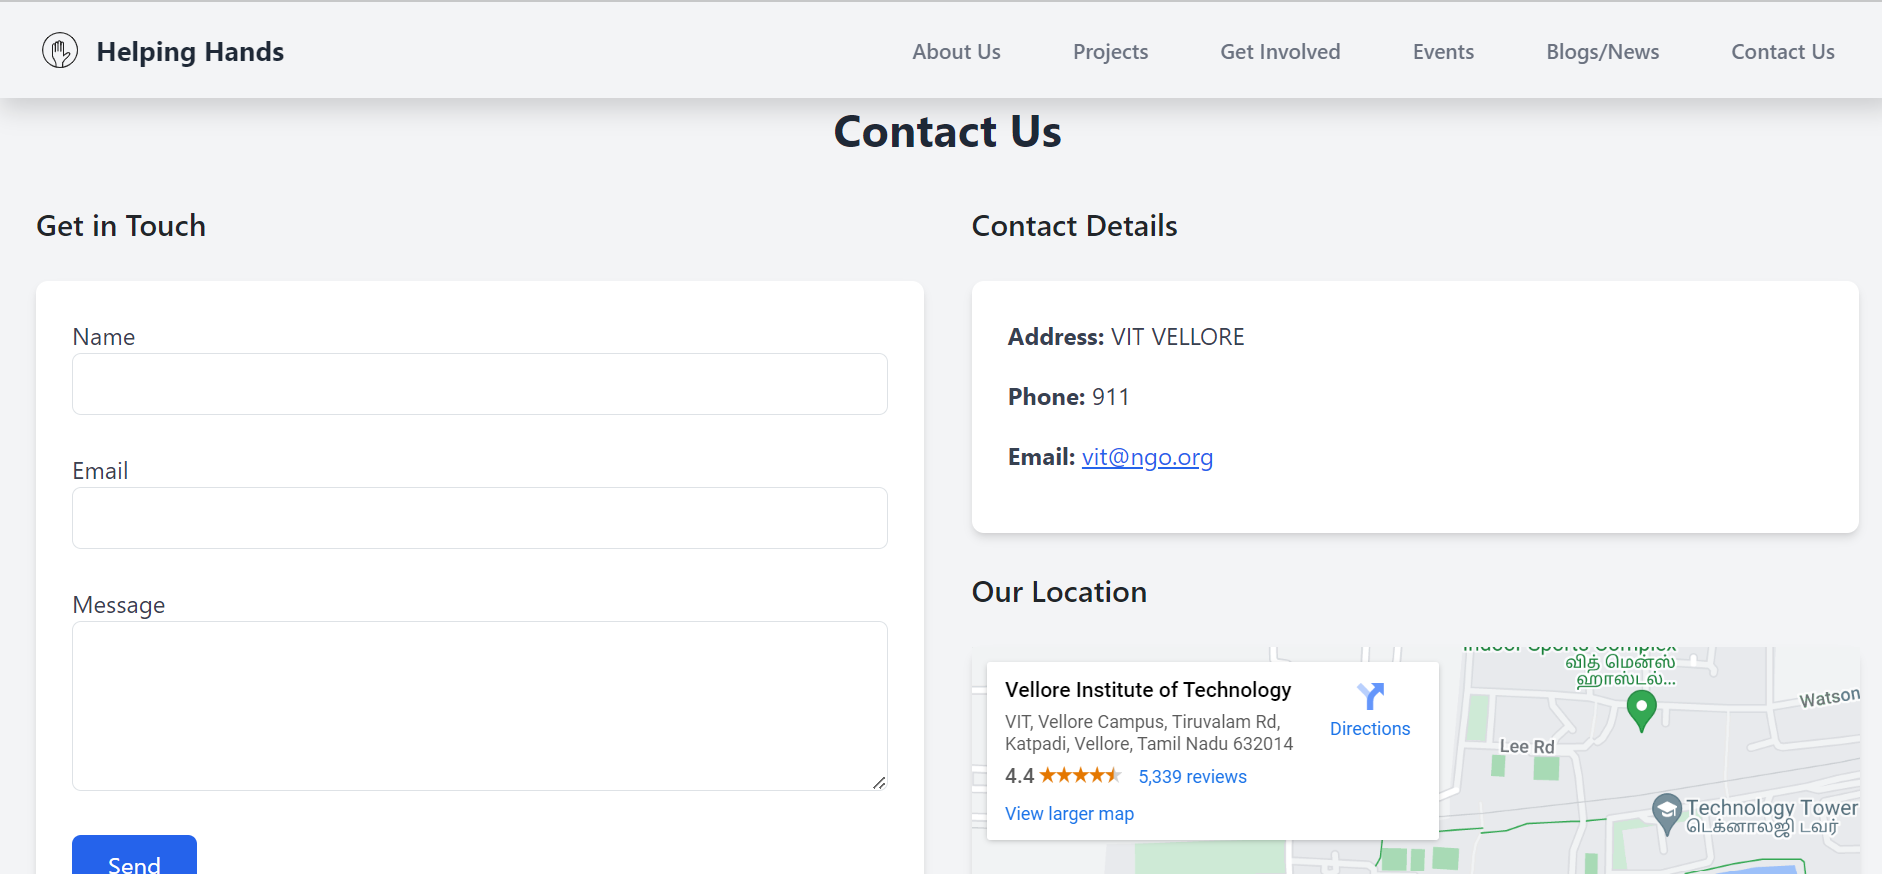 Helping Hands
About Us
Projects
Get Involved
Events
Blogs/News
Contact Us
Contact Us
Get in Touch
Name
Email
Message
Send
Contact Details
Address: VIT VELLORE
Phone: 911
Email: vit@ngo.org
Our Location
Vellore Institute of Technology
VIT, Vellore Campus, Tiruvalam Rd,
Katpadi, Vellore, Tamil Nadu 632014
4.4
5,339 reviews
View larger map
Directions
Indoor Sports Complex
வித் மென்ஸ்
ஹாஸ்டல்...
Watson
Lee Rd
Technology Tower
டெக்னாலஜி டவர்